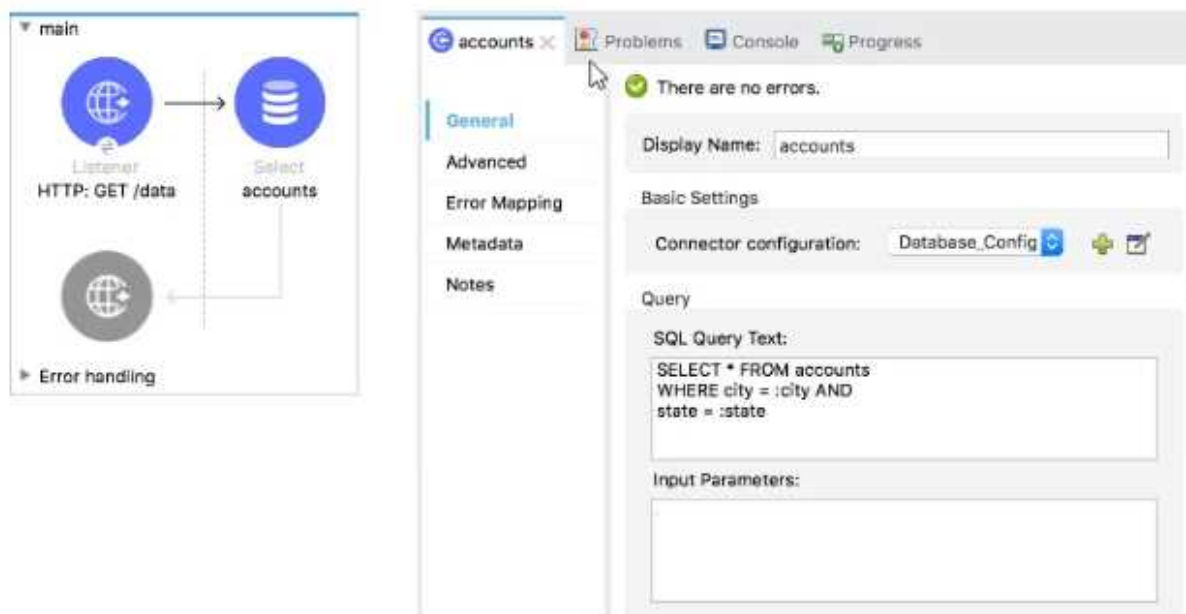 main
Listener
HTTP: GET /data
Select
accounts
Error handling
accounts
Problems
Console
Progress
General
Advanced
Error Mapping
Metadata
Notes
There are no errors.
Display Name: accounts
Basic Settings
Connector configuration: Database_Config
Query
SQL Query Text:
SELECT * FROM accounts
WHERE city = :city AND
state = :state
Input Parameters: